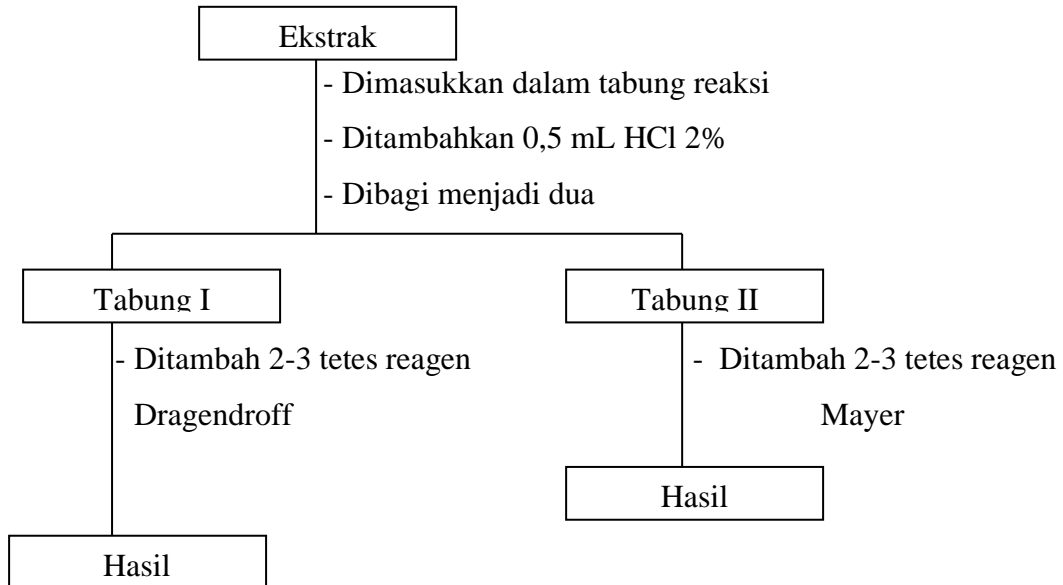 Ekstrak
- Dimasukkan dalam tabung reaksi
- Ditambahkan 0,5 mL HCl 2%
- Dibagi menjadi dua
Tabung I
Tabung II
- Ditambah 2-3 tetes reagen
Dragendroff
- Ditambah 2-3 tetes reagen
Mayer
Hasil
Hasil